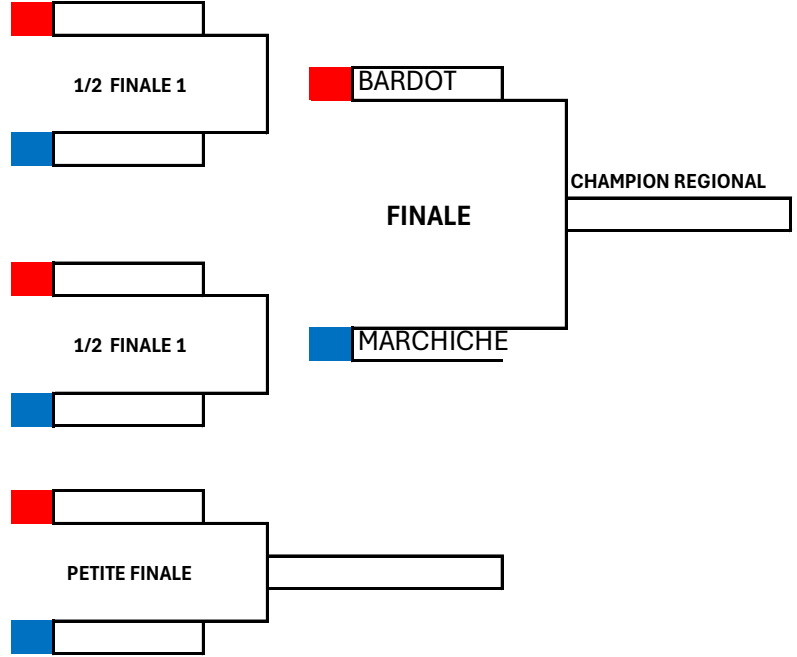 1/2 FINALE 1
BARDOT
CHAMPION REGIONAL
FINALE
MARCHICHE
1/2 FINALE 1
PETITE FINALE